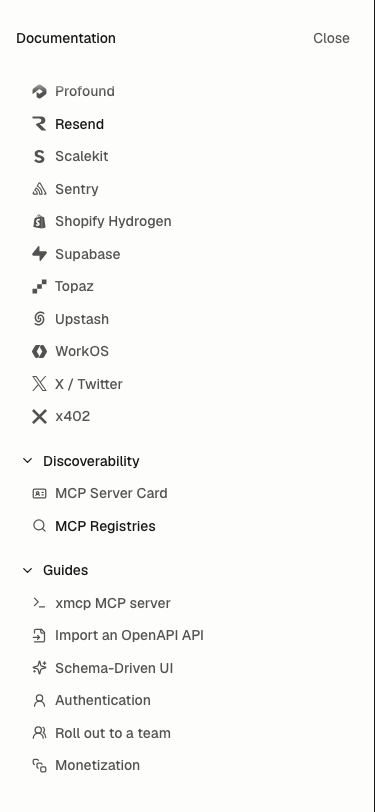 Documentation
Close
Profound
Resend
Scalekit
Sentry
Shopify Hydrogen
Supabase
Topaz
Upstash
WorkOS
X / Twitter
x402
Discoverability
MCP Server Card
MCP Registries
Guides
xmcp MCP server
Import an OpenAPI API
Schema-Driven UI
Authentication
Roll out to a team
Monetization